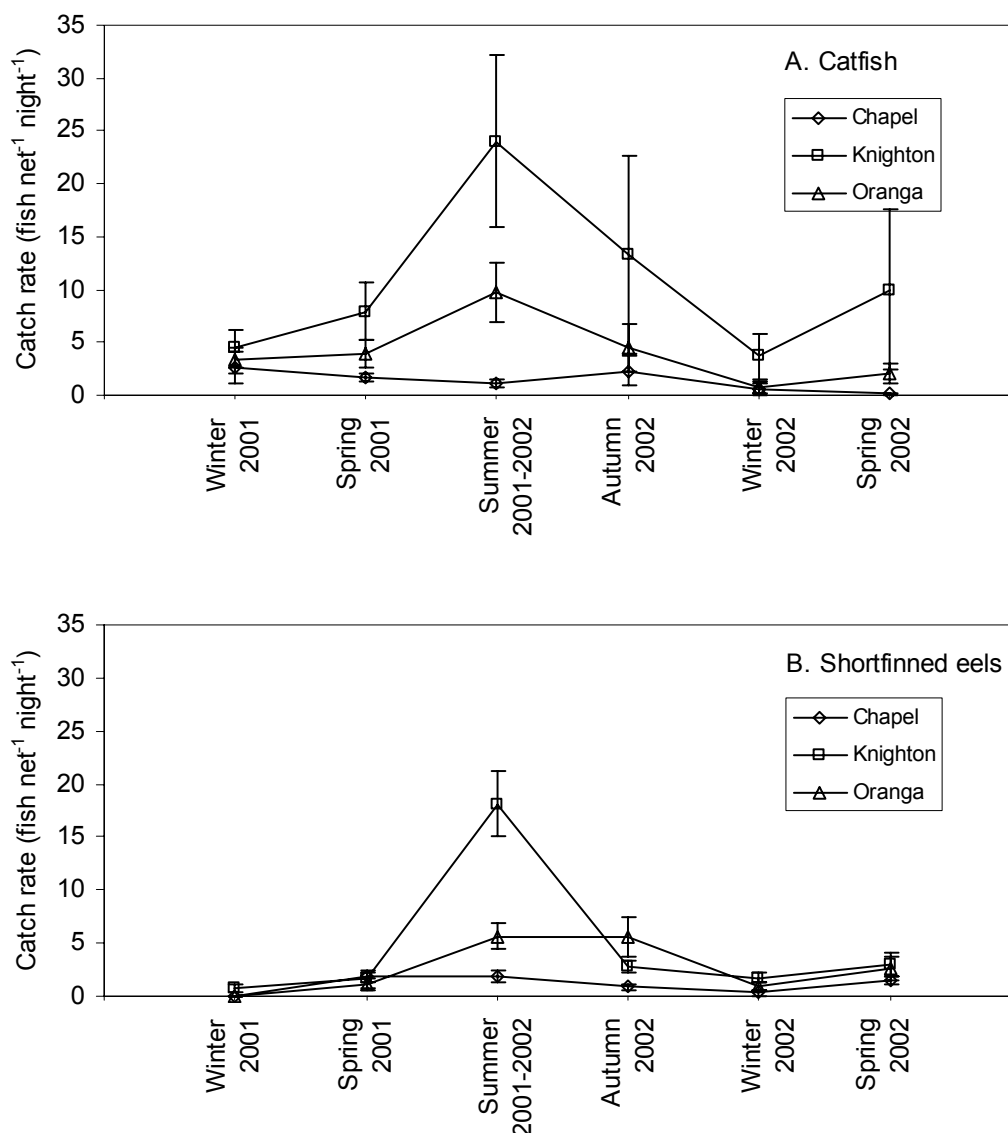 35
30
25
20
15
10
5
0
Catch rate (fish net⁻¹ night⁻¹)
A. Catfish
Chapel
Knighton
Oranga
Winter
2001
Spring
2001
Summer
2001-2002
Autumn
2002
Winter
2002
Spring
2002
35
30
25
20
15
10
5
0
Catch rate (fish net⁻¹ night⁻¹)
B. Shortfinned eels
Chapel
Knighton
Oranga
Winter
2001
Spring
2001
Summer
2001-2002
Autumn
2002
Winter
2002
Spring
2002